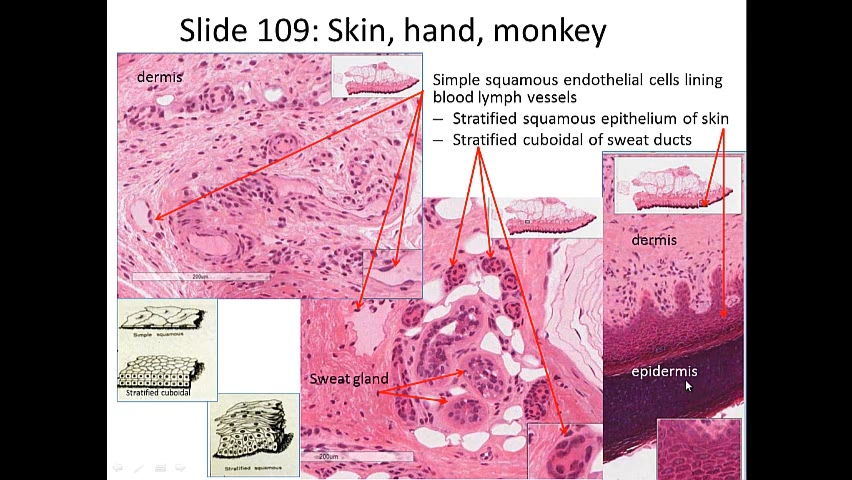 Slide 109: Skin, hand, monkey
dermis
Simple squamous endothelial cells lining
blood lymph vessels
– Stratified squamous epithelium of skin
– Stratified cuboidal of sweat ducts
dermis
200um
Simple squamous
Stratified cuboidal
Sweat gland
epidermis
200um
Stratified squamous